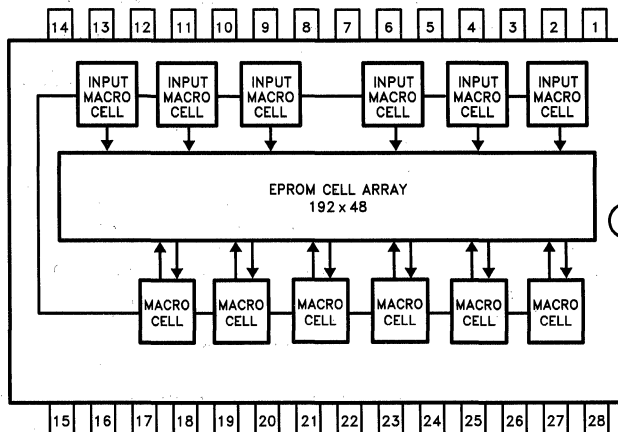 14 13 12 11 10 9 8 7 6 5 4 3 2 1
INPUT MACRO CELL
INPUT MACRO CELL
INPUT MACRO CELL
INPUT MACRO CELL
INPUT MACRO CELL
INPUT MACRO CELL
EPROM CELL ARRAY
192 x 48
MACRO CELL
MACRO CELL
MACRO CELL
MACRO CELL
MACRO CELL
MACRO CELL
15 16 17 18 19 20 21 22 23 24 25 26 27 28